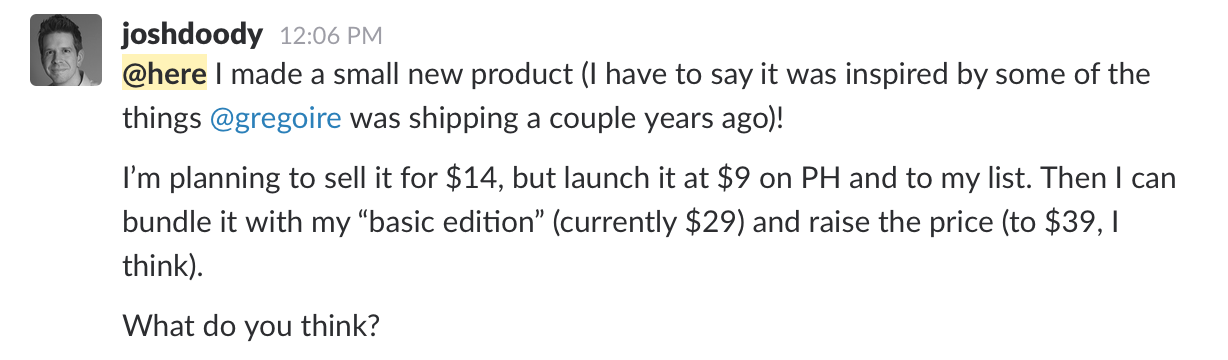 joshdoody 12:06 PM
@here I made a small new product (I have to say it was inspired by some of the
things @gregoire was shipping a couple years ago)!
I’m planning to sell it for $14, but launch it at $9 on PH and to my list. Then I can
bundle it with my “basic edition” (currently $29) and raise the price (to $39, I
think).
What do you think?